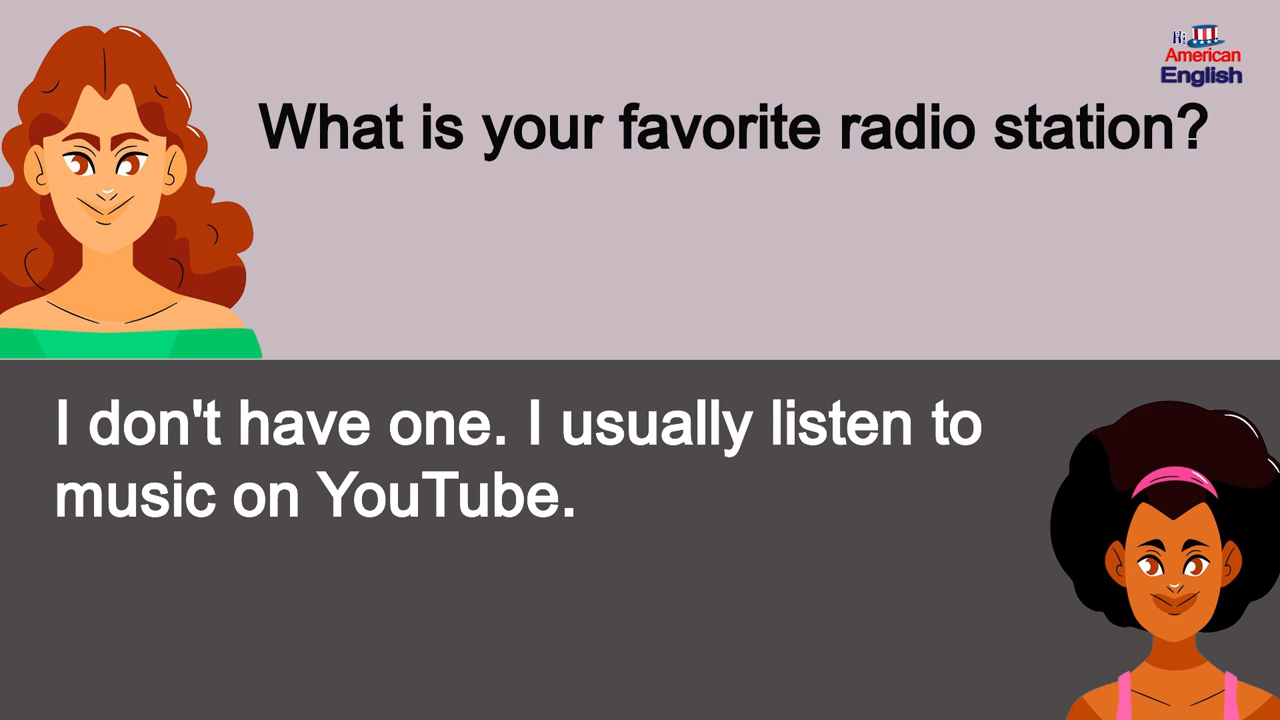 Hi
American
English
What is your favorite radio station?
I don't have one. I usually listen to
music on YouTube.